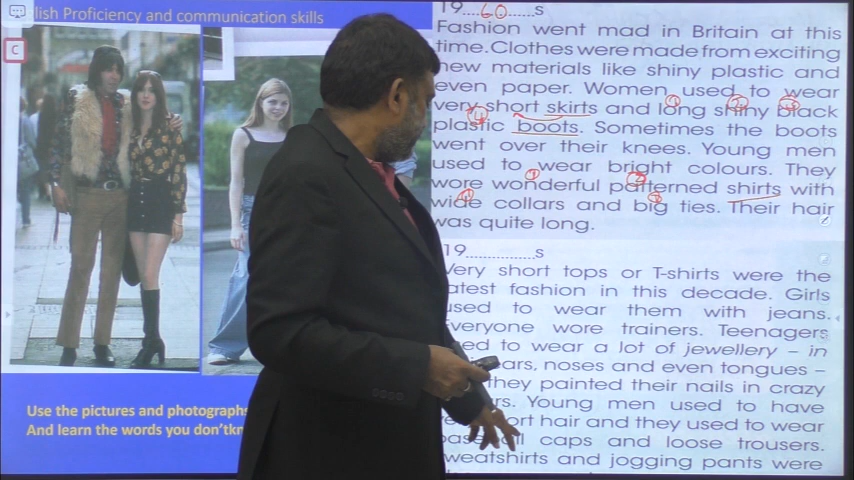 lish Proficiency and communication skills
C
Use the pictures and photographs
And learn the words you don'tkn
19...60......s
Fashion went mad in Britain at this
time. Clothes were made from exciting
new materials like shiny plastic and
even paper. Women used to wear
very short skirts and long shiny black
plastic boots. Sometimes the boots
went over their knees. Young men
used to wear bright colours. They
wore wonderful patterned shirts with
wide collars and big ties. Their hair
was quite long.
19...............s
Very short tops or T-shirts were the
atest fashion in this decade. Girls
used to wear them with jeans.
Everyone wore trainers. Teenagers
ed to wear a lot of jewellery – in
ars, noses and even tongues –
they painted their nails in crazy
rs. Young men used to have
ort hair and they used to wear
caps and loose trousers.
weatshirts and jogging pants were